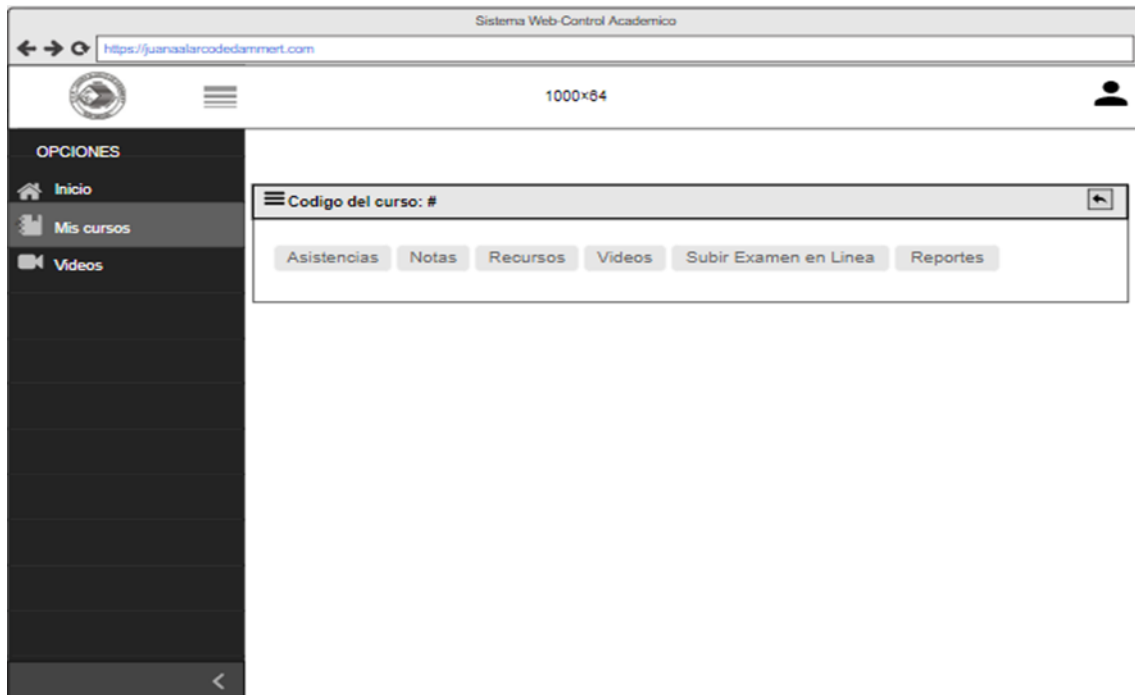 Sistema Web-Control Academico
https://juanaalarcodedammert.com
1000×64
OPCIONES
Inicio
Mis cursos
Videos
Codigo del curso: #
Asistencias Notas Recursos Videos Subir Examen en Linea Reportes